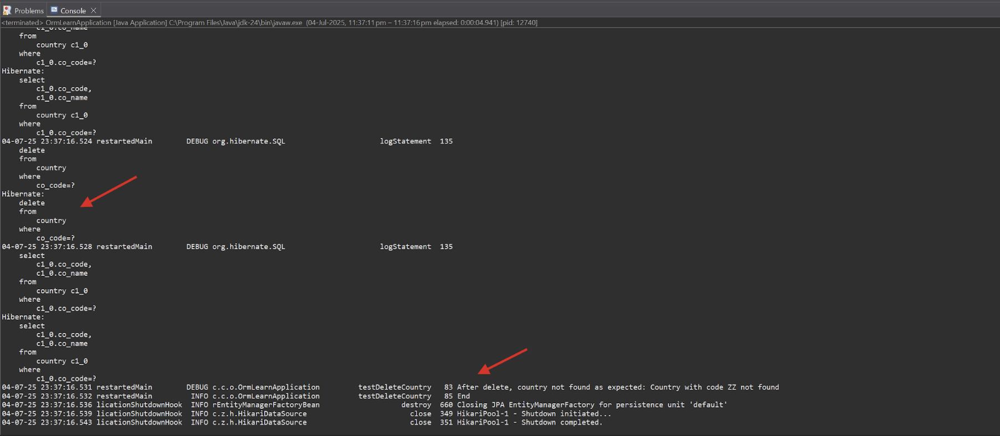 Problems Console
<terminated> OrmLearnApplication [Java Application] C:\Program Files\Java\jdk-24\bin\javaw.exe (04-Jul-2025, 11:37:11 pm – 11:37:16 pm elapsed: 0:00:04.941) [pid: 12740]
c1_0.co_name
from
country c1_0
where
c1_0.co_code=?
Hibernate:
select
c1_0.co_code,
c1_0.co_name
from
country c1_0
where
c1_0.co_code=?
04-07-25 23:37:16.524 restartedMain DEBUG org.hibernate.SQL logStatement 135
delete
from
country
where
co_code=?
Hibernate:
delete
from
country
where
co_code=?
04-07-25 23:37:16.528 restartedMain DEBUG org.hibernate.SQL logStatement 135
select
c1_0.co_code,
c1_0.co_name
from
country c1_0
where
c1_0.co_code=?
Hibernate:
select
c1_0.co_code,
c1_0.co_name
from
country c1_0
where
c1_0.co_code=?
04-07-25 23:37:16.531 restartedMain DEBUG c.c.o.OrmLearnApplication testDeleteCountry 83 After delete, country not found as expected: Country with code ZZ not found
04-07-25 23:37:16.532 restartedMain INFO c.c.o.OrmLearnApplication testDeleteCountry 85 End
04-07-25 23:37:16.536 licationShutdownHook INFO rEntityManagerFactoryBean destroy 660 Closing JPA EntityManagerFactory for persistence unit 'default'
04-07-25 23:37:16.539 licationShutdownHook INFO c.z.h.HikariDataSource close 349 HikariPool-1 - Shutdown initiated...
04-07-25 23:37:16.543 licationShutdownHook INFO c.z.h.HikariDataSource close 351 HikariPool-1 - Shutdown completed.